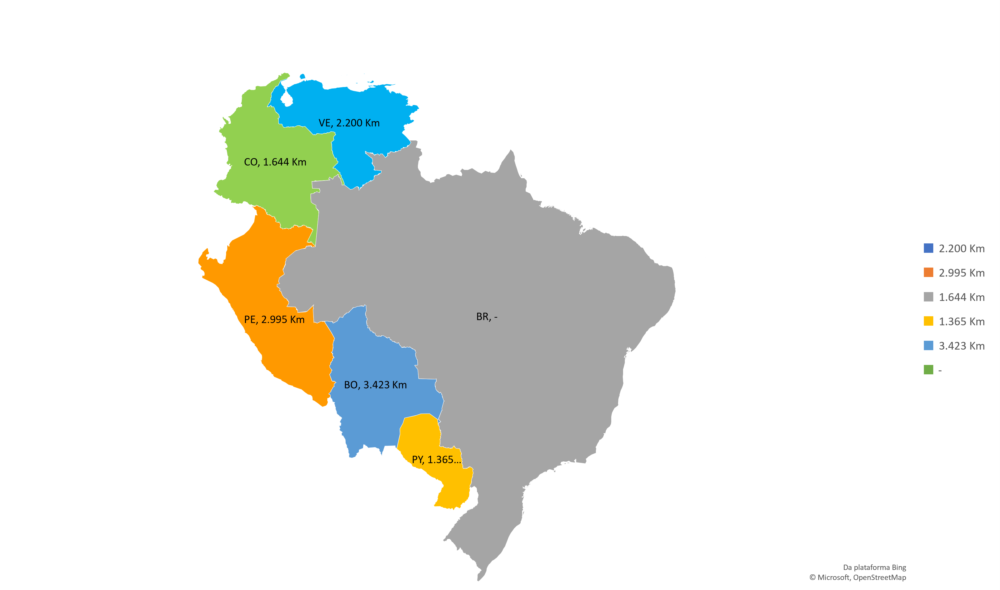 VE, 2.200 Km
CO, 1.644 Km
PE, 2.995 Km
BR, -
BO, 3.423 Km
PY, 1.365...
2.200 Km
2.995 Km
1.644 Km
1.365 Km
3.423 Km
-
Da plataforma Bing
© Microsoft, OpenStreetMap